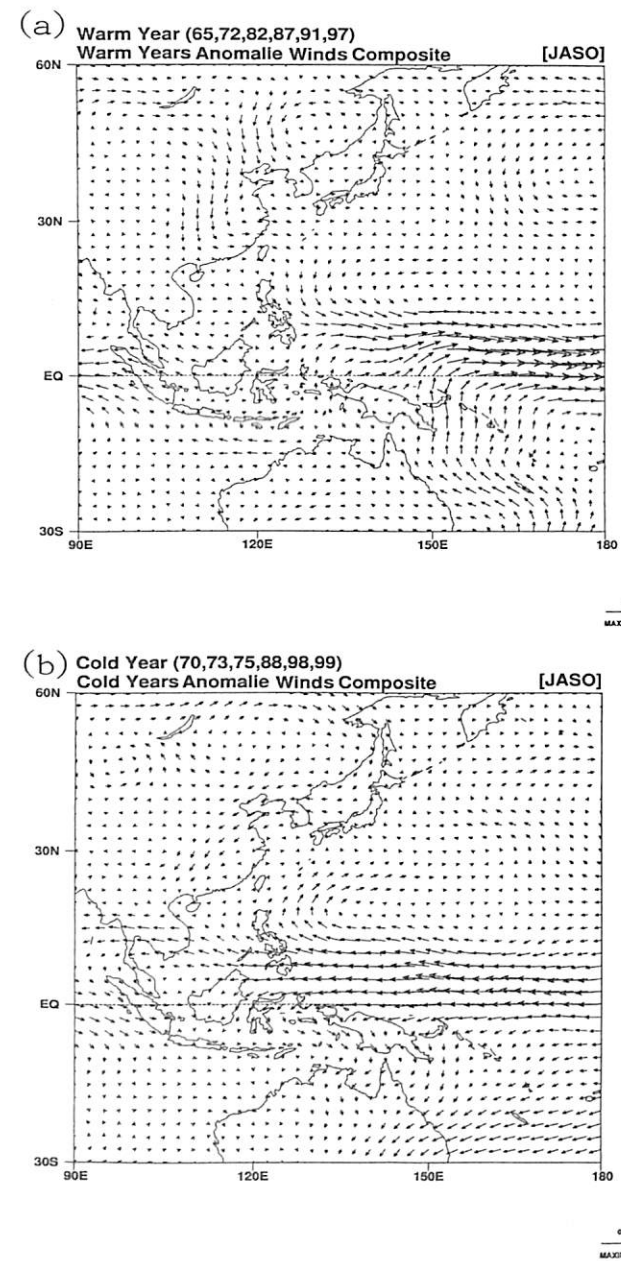 (a) Warm Year (65,72,82,87,91,97)
Warm Years Anomalie Winds Composite [JASO]
60N
30N
EQ
30S
90E 120E 150E 180
(b) Cold Year (70,73,75,88,98,99)
Cold Years Anomalie Winds Composite [JASO]
60N
30N
EQ
30S
90E 120E 150E 180